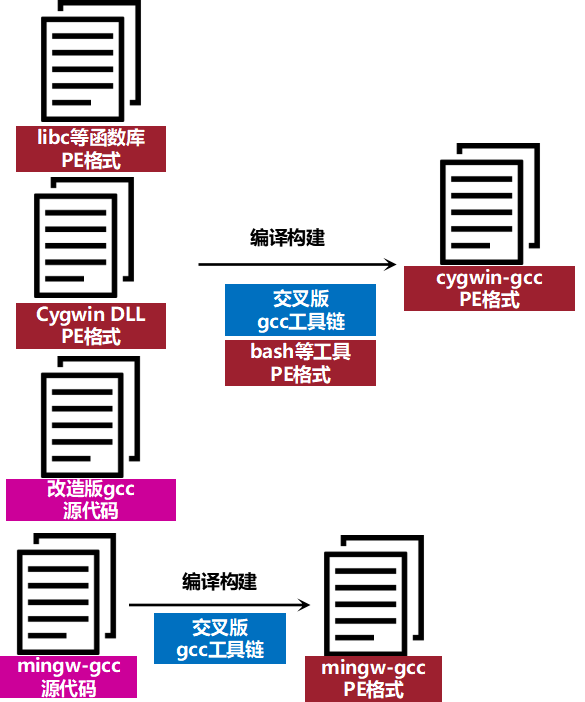 libc等函数库
PE格式
Cygwin DLL
PE格式
改造版gcc
源代码
编译构建
交叉版
gcc工具链
bash等工具
PE格式
cygwin-gcc
PE格式
mingw-gcc
源代码
编译构建
交叉版
gcc工具链
mingw-gcc
PE格式